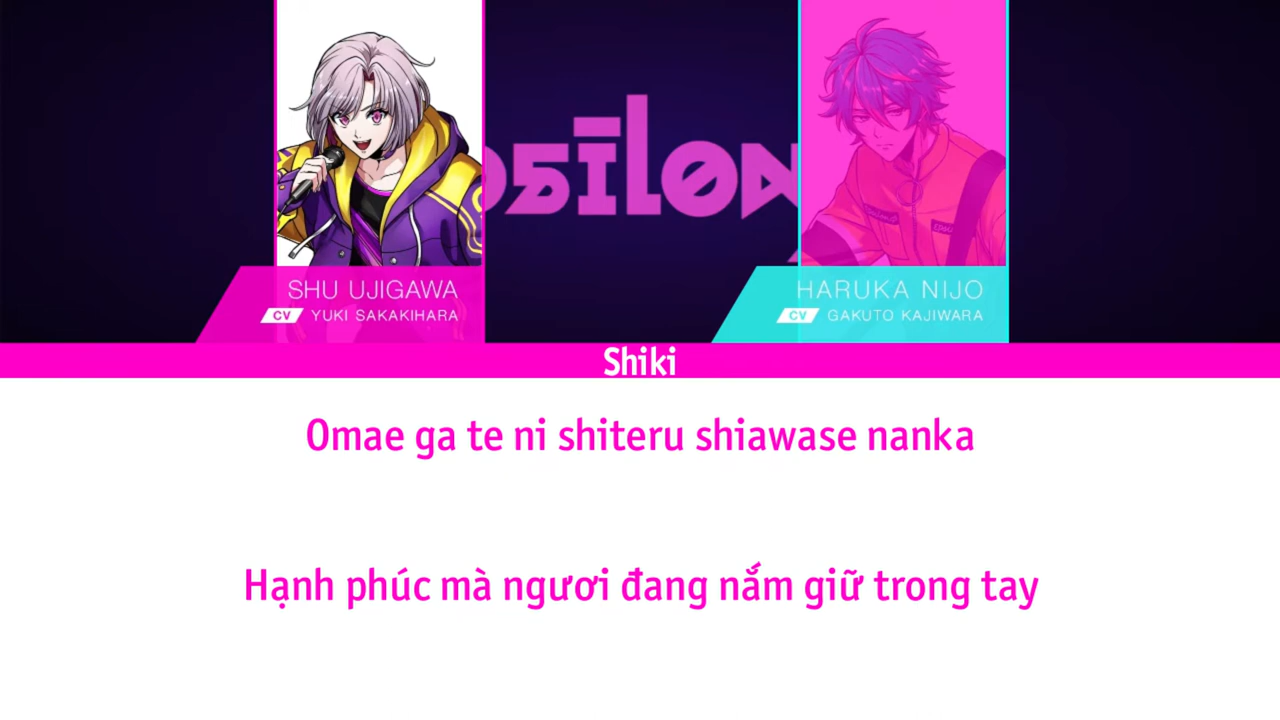 SHU UJIGAWA
CV YUKI SAKAKIHARA
HARUKA NIJO
CV GAKUTO KAJIWARA
Shiki
Omae ga te ni shiteru shiawase nanka
Hạnh phúc mà ngươi đang nắm giữ trong tay